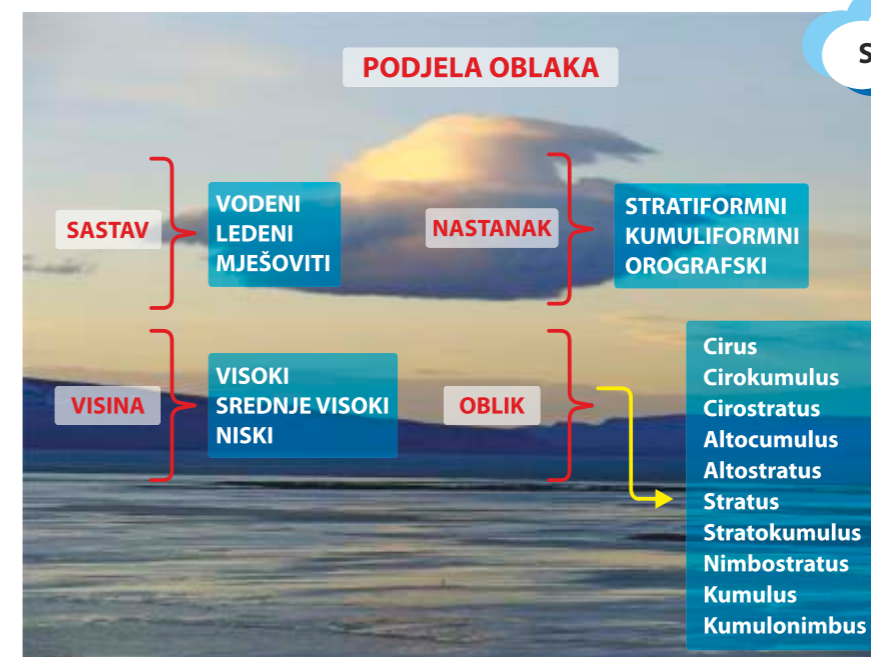 PODJELA OBLAKA
S
SASTAV
VODENI
LEDENI
MJEŠOVITI
NASTANAK
STRATIFORMNI
KUMULIFORMNI
OROGRAFSKI
VISINA
VISOKI
SREDNJE VISOKI
NISKI
OBLIK
Cirus
Cirokumulus
Cirostratus
Altocumulus
Altostratus
Stratus
Stratokumulus
Nimbostratus
Kumulus
Kumulonimbus